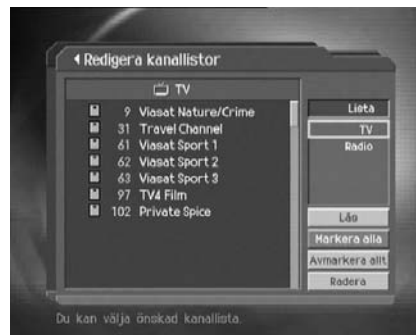 Redigera kanallistor
TV
9 Viasat Nature/Crime
31 Travel Channel
61 Viasat Sport 1
62 Viasat Sport 2
63 Viasat Sport 3
97 TV4 Film
102 Private Spice
Lista
TV
Radio
Lås
Markera alla
Avmarkera allt
Radera
Du kan välja önskad kanallista.